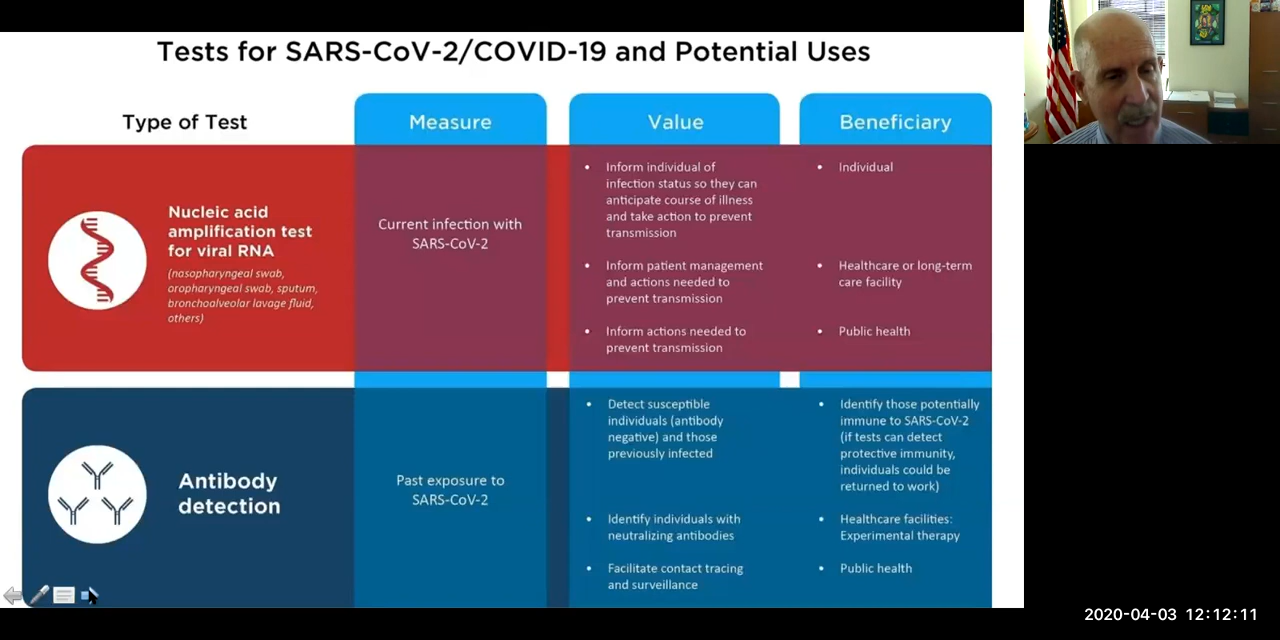 Tests for SARS-CoV-2/COVID-19 and Potential Uses
Type of Test
Measure
Value
Beneficiary
Nucleic acid
amplification test
for viral RNA
(nasopharyngeal swab,
oropharyngeal swab, sputum,
bronchoalveolar lavage fluid,
others)
Current infection with
SARS-CoV-2
• Inform individual of
infection status so they can
anticipate course of illness
and take action to prevent
transmission
• Individual
• Inform patient management
and actions needed to
prevent transmission
• Healthcare or long-term
care facility
• Inform actions needed to
prevent transmission
• Public health
Antibody
detection
Past exposure to
SARS-CoV-2
• Detect susceptible
individuals (antibody
negative) and those
previously infected
• Identify those potentially
immune to SARS-CoV-2
(if tests can detect
protective immunity,
individuals could be
returned to work)
• Identify individuals with
neutralizing antibodies
• Healthcare facilities:
Experimental therapy
• Facilitate contact tracing
and surveillance
• Public health
2020-04-03 12:12:11